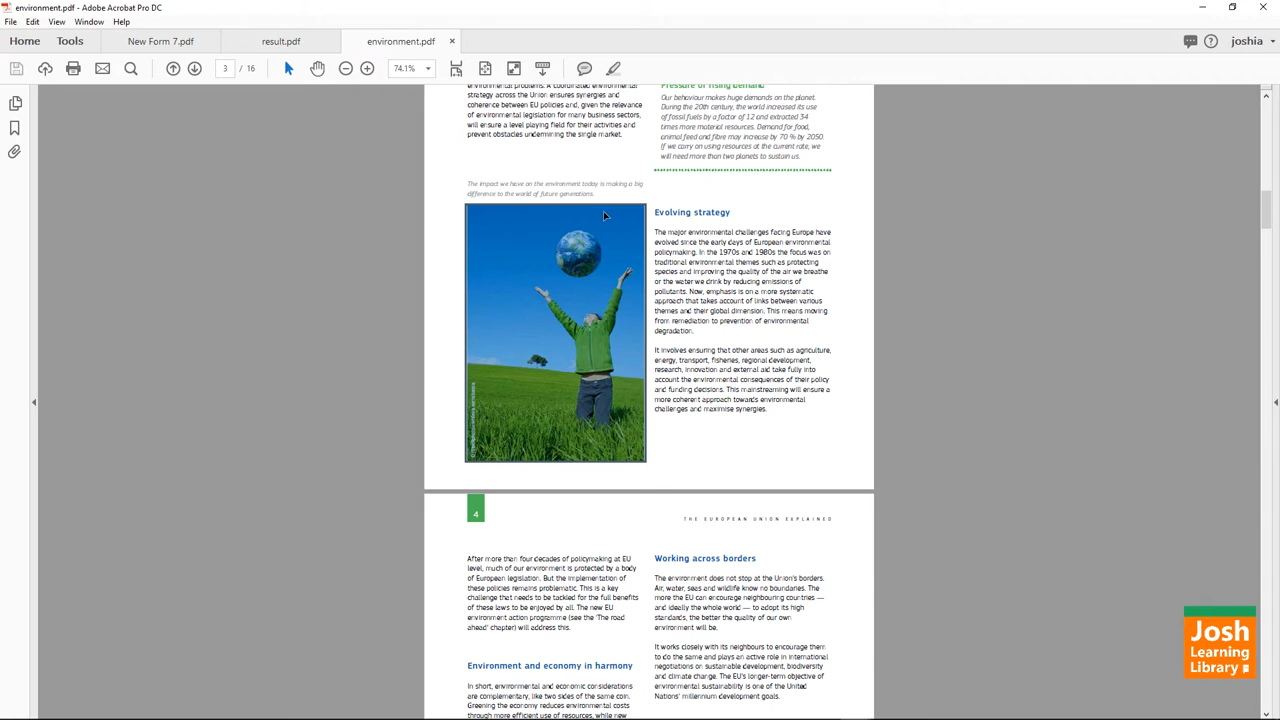 environment.pdf - Adobe Acrobat Pro DC
File Edit View Window Help
Home Tools New Form 7.pdf result.pdf environment.pdf × joshia
3 / 16 74.1%
environmental problems. A coordinated environmental
strategy across the Union ensures synergies and
coherence between EU policies and, given the relevance
of environmental legislation for many business sectors,
will ensure a level playing field for their activities and
prevent obstacles undermining the single market.
The impact we have on the environment today is making a big
difference to the world of future generations.
Pressure of rising demand
Our behaviour makes huge demands on the planet.
During the 20th century, the world increased its use
of fossil fuels by a factor of 12 and extracted 34
times more material resources. Demand for food,
animal feed and fibre may increase by 70 % by 2050.
If we carry on using resources at the current rate, we
will need more than two planets to sustain us.
Evolving strategy
The major environmental challenges facing Europe have
evolved since the early days of European environmental
policymaking. In the 1970s and 1980s the focus was on
traditional environmental themes such as protecting
species and improving the quality of the air we breathe
or the water we drink by reducing emissions of
pollutants. Now, emphasis is on a more systematic
approach that takes account of links between various
themes and their global dimension. This means moving
from remediation to prevention of environmental
degradation.
It involves ensuring that other areas such as agriculture,
energy, transport, fisheries, regional development,
research, innovation and external aid take fully into
account the environmental consequences of their policy
and funding decisions. This mainstreaming will ensure a
more coherent approach towards environmental
challenges and maximise synergies.
4
THE EUROPEAN UNION EXPLAINED
After more than four decades of policymaking at EU
level, much of our environment is protected by a body
of European legislation. But the implementation of
these policies remains problematic. This is a key
challenge that needs to be tackled for the full benefits
of these laws to be enjoyed by all. The new EU
environment action programme (see the 'The road
ahead' chapter) will address this.
Environment and economy in harmony
In short, environmental and economic considerations
are complementary, like two sides of the same coin.
Greening the economy reduces environmental costs
through more efficient use of resources, while new
Working across borders
The environment does not stop at the Union's borders.
Air, water, seas and wildlife know no boundaries. The
more the EU can encourage neighbouring countries —
and ideally the whole world — to adopt its high
standards, the better the quality of our own
environment will be.
It works closely with its neighbours to encourage them
to do the same and plays an active role in international
negotiations on sustainable development, biodiversity
and climate change. The EU's longer-term objective of
environmental sustainability is one of the United
Nations' millennium development goals.
Josh
Learning
Library